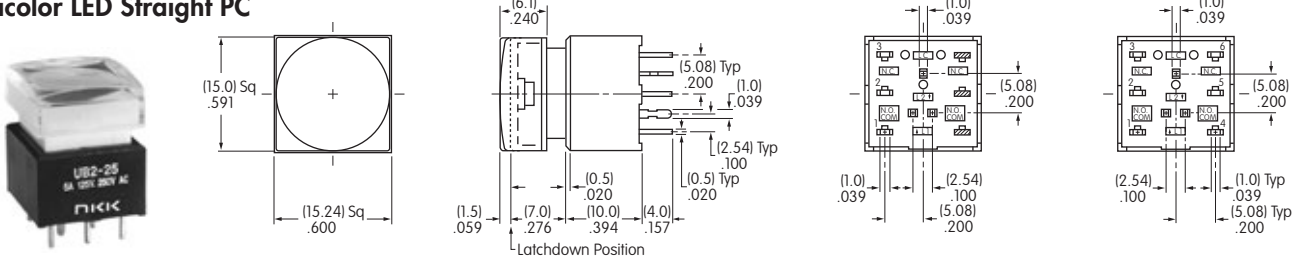 acolor LED Straight PC
UB2-25
5A 125V 250V AC
NKK
(15.0) Sq
.591
(15.24) Sq
.600
(6.1)
.240
(5.08) Typ
.200
(1.0)
.039
(2.54) Typ
.100
(0.5) Typ
.020
(0.5)
.020
(1.5)
.059
(7.0)
.276
(10.0)
.394
(4.0)
.157
Latchdown Position
(1.0)
.039
3
N.C.
2
N.O.
COM
1
(5.08)
.200
(1.0)
.039
(2.54)
.100
(5.08)
.200
(1.0)
.039
3
6
N.C.
N.C.
2
5
N.O.
COM
N.O.
COM
1
4
(5.08)
.200
(2.54)
.100
(1.0) Typ
.039
(5.08) Typ
.200